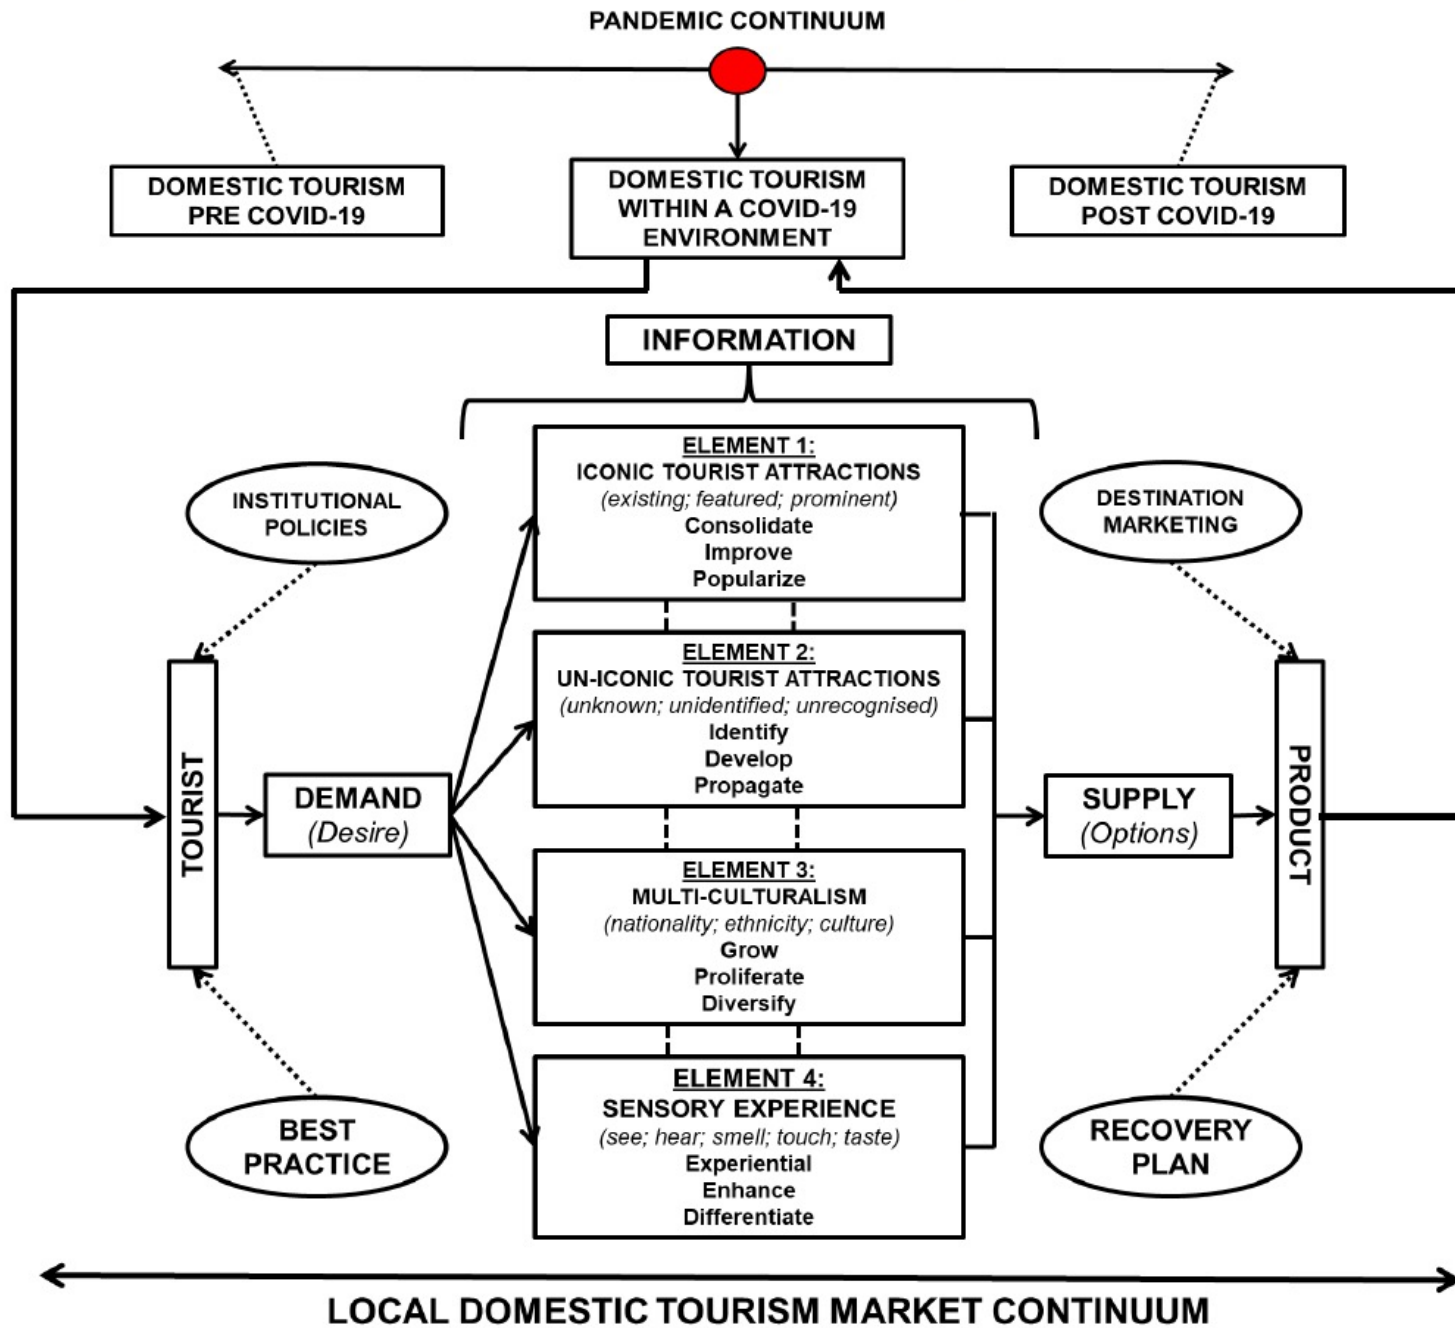 PANDEMIC CONTINUUM
DOMESTIC TOURISM
PRE COVID-19
DOMESTIC TOURISM
WITHIN A COVID-19
ENVIRONMENT
DOMESTIC TOURISM
POST COVID-19
INFORMATION
INSTITUTIONAL
POLICIES
BEST
PRACTICE
TOURIST
DEMAND
(Desire)
ELEMENT 1:
ICONIC TOURIST ATTRACTIONS
(existing; featured; prominent)
Consolidate
Improve
Popularize
ELEMENT 2:
UN-ICONIC TOURIST ATTRACTIONS
(unknown; unidentified; unrecognised)
Identify
Develop
Propagate
ELEMENT 3:
MULTI-CULTURALISM
(nationality; ethnicity; culture)
Grow
Proliferate
Diversify
ELEMENT 4:
SENSORY EXPERIENCE
(see; hear; smell; touch; taste)
Experiential
Enhance
Differentiate
SUPPLY
(Options)
DESTINATION
MARKETING
PRODUCT
RECOVERY
PLAN
LOCAL DOMESTIC TOURISM MARKET CONTINUUM